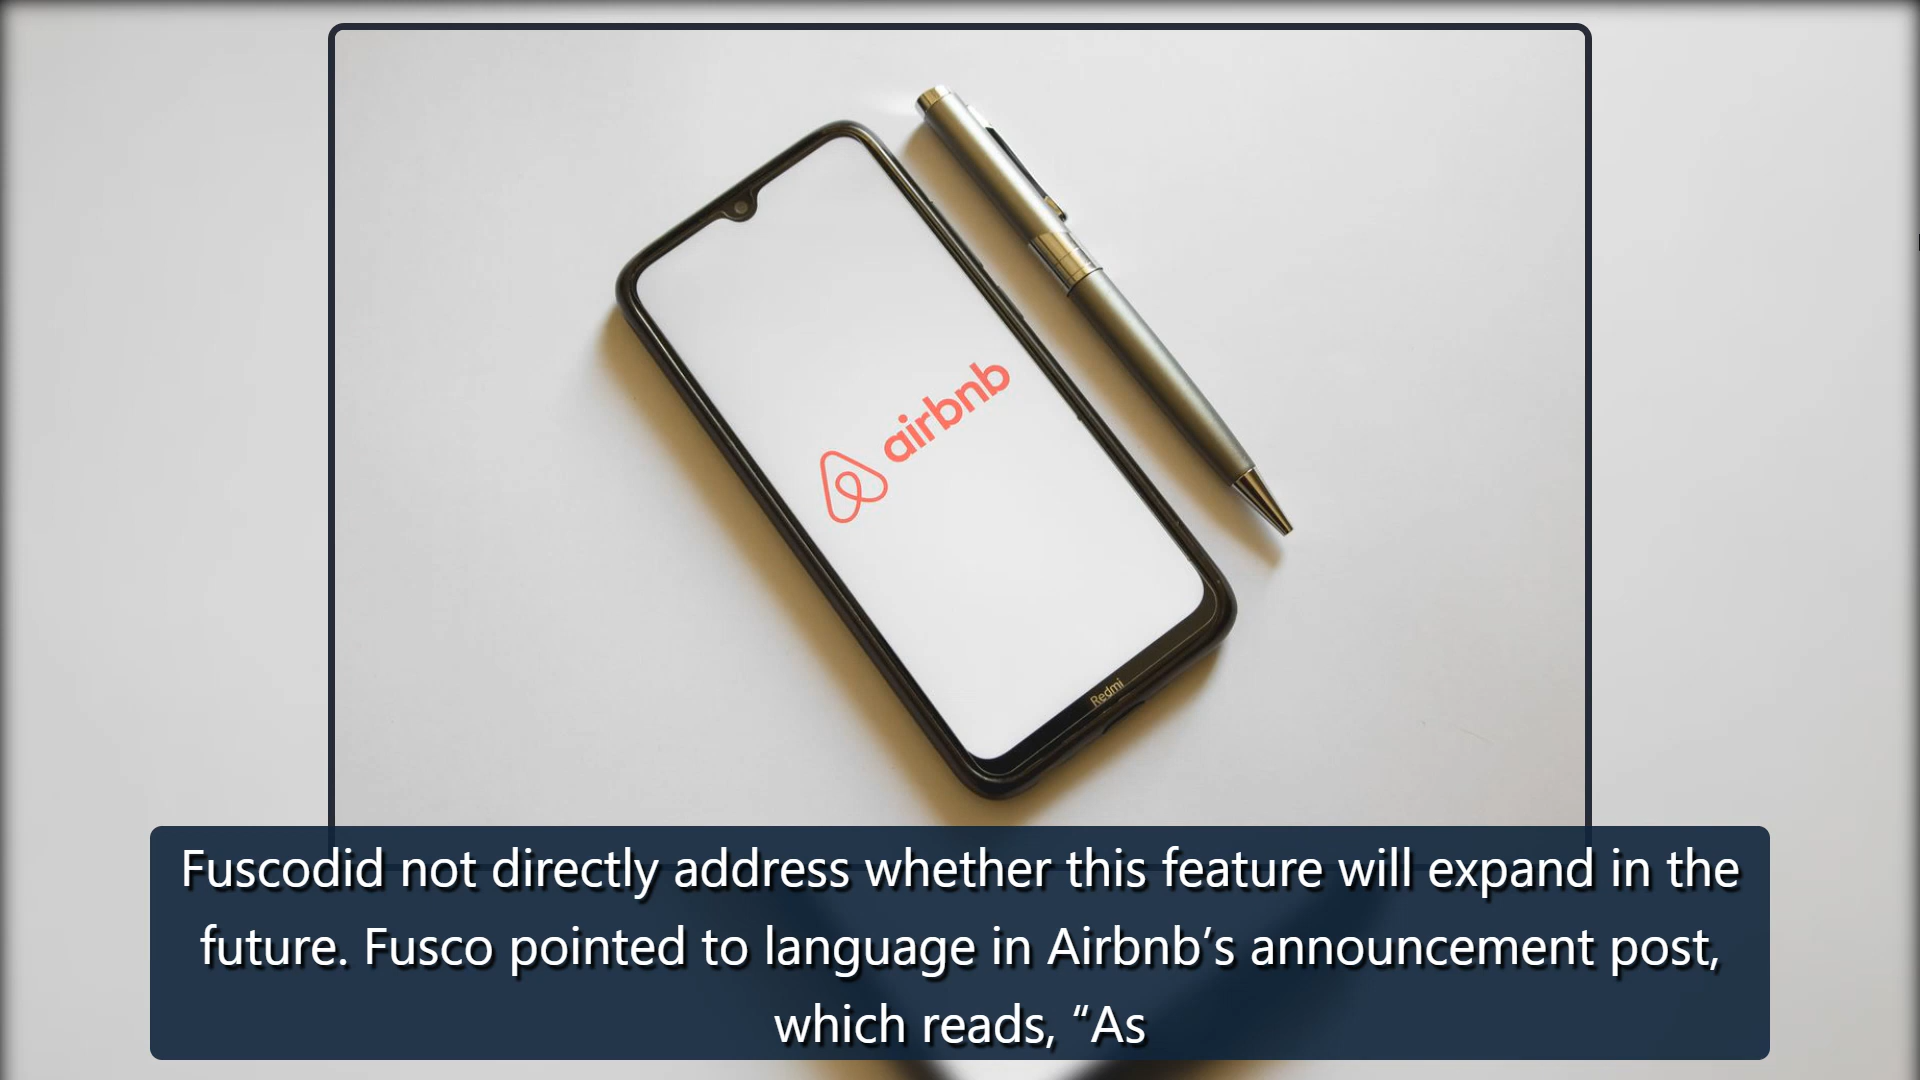 airbnb
Redmi
Fuscodid not directly address whether this feature will expand in the
future. Fusco pointed to language in Airbnb’s announcement post,
which reads, “As